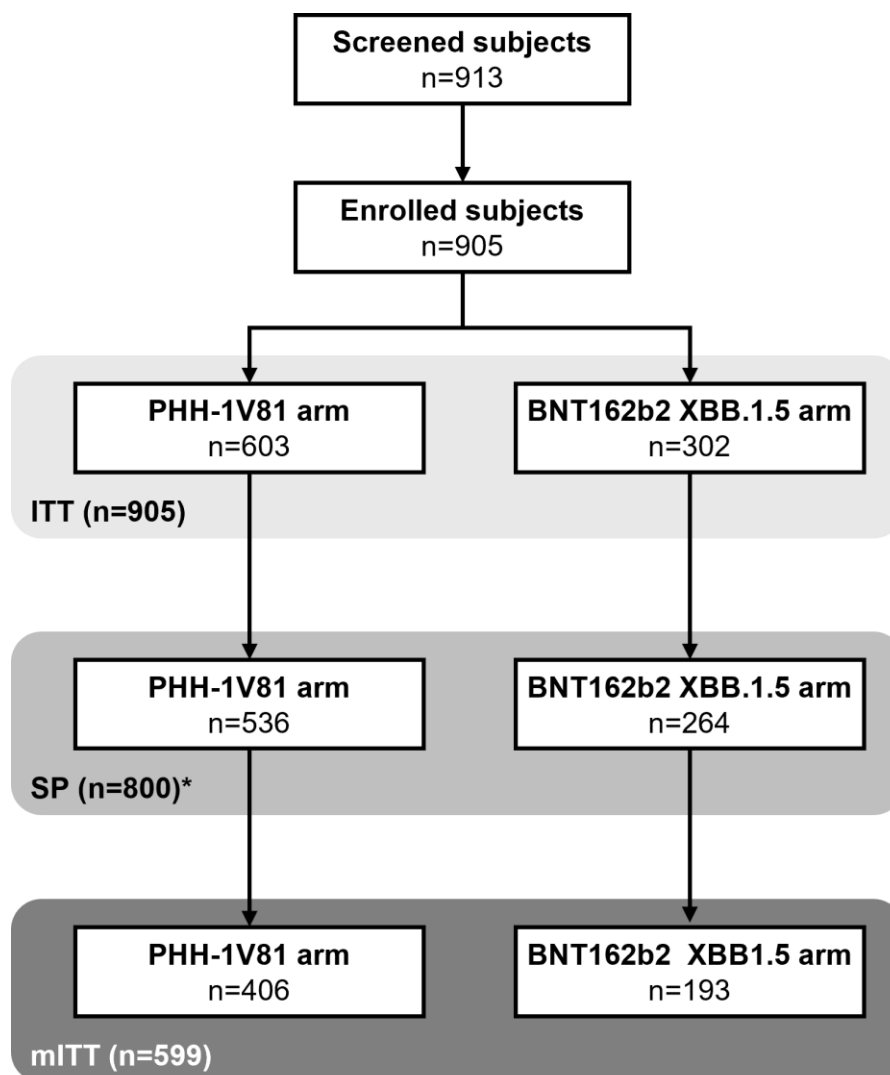 Screened subjects
n=913
Enrolled subjects
n=905
PHH-1V81 arm
n=603
BNT162b2 XBB.1.5 arm
n=302
ITT (n=905)
PHH-1V81 arm
n=536
BNT162b2 XBB.1.5 arm
n=264
SP (n=800)*
PHH-1V81 arm
n=406
BNT162b2  XBB1.5 arm
n=193
mITT (n=599)